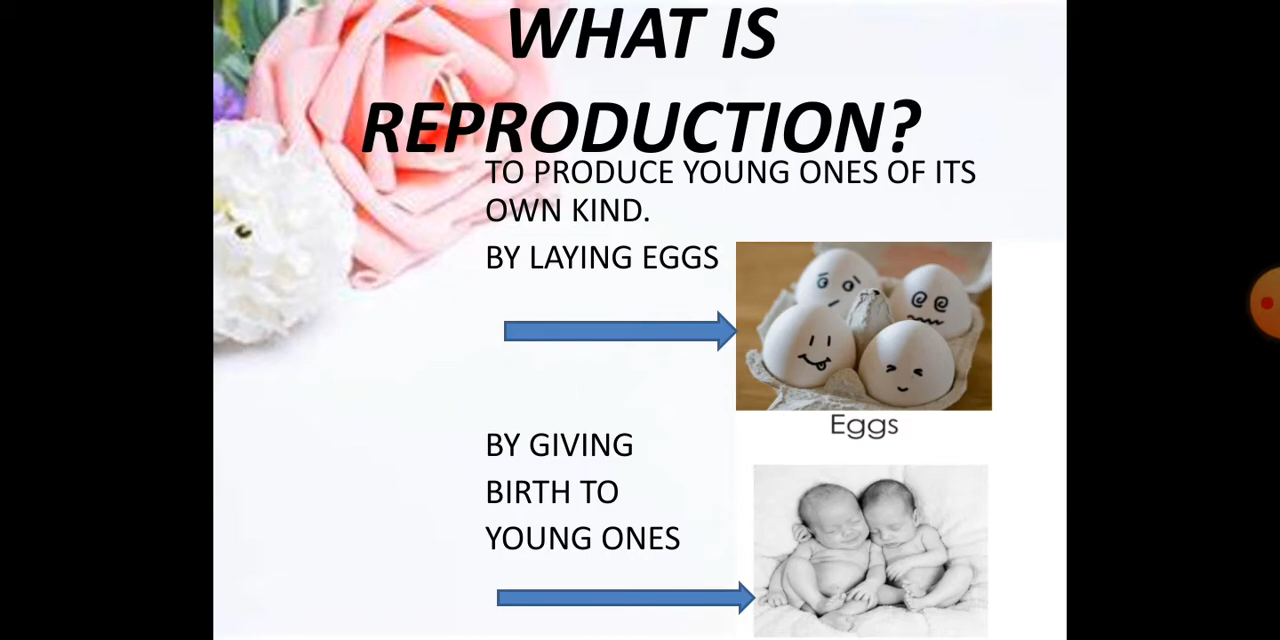 WHAT IS
REPRODUCTION?
TO PRODUCE YOUNG ONES OF ITS
OWN KIND.
BY LAYING EGGS
Eggs
BY GIVING
BIRTH TO
YOUNG ONES